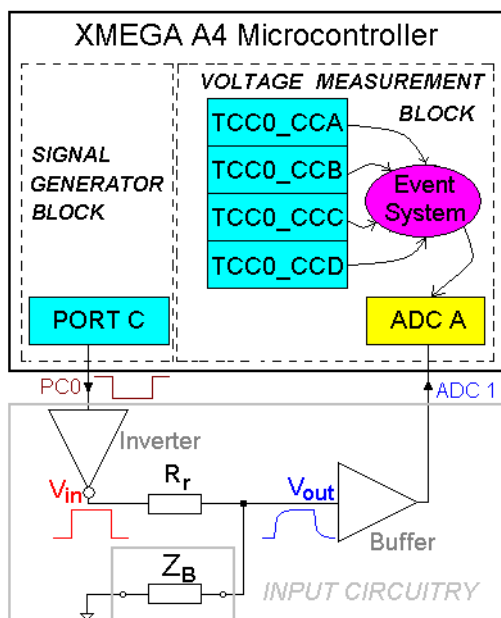 XMEGA A4 Microcontroller
VOLTAGE MEASUREMENT
BLOCK
TCC0_CCA
TCC0_CCB
TCC0_CCC
TCC0_CCD
Event
System
SIGNAL
GENERATOR
BLOCK
PORT C
ADC A
PC0
ADC 1
Inverter
Vin
Rr
Vout
Buffer
ZB
INPUT CIRCUITRY